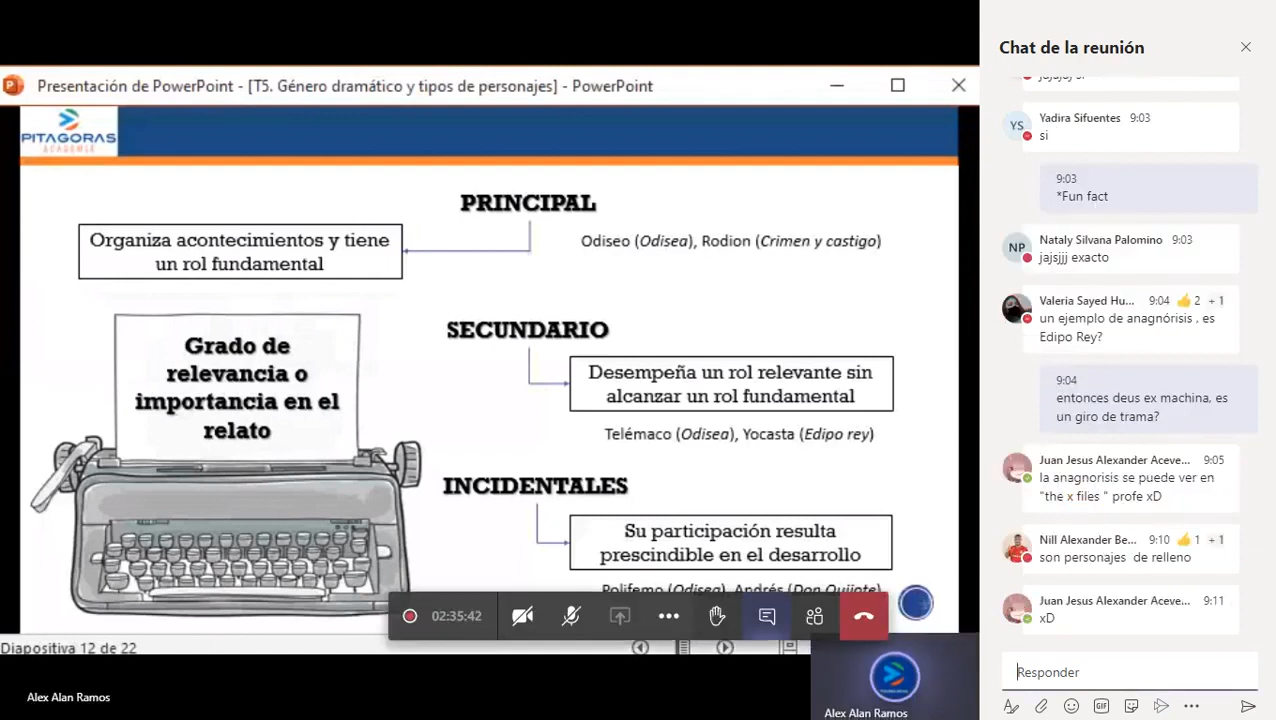 Presentación de PowerPoint - [T5. Género dramático y tipos de personajes] - PowerPoint
PITAGORAS
ACADEMIA
PRINCIPAL
Organiza acontecimientos y tiene
un rol fundamental
Odiseo (Odisea), Rodion (Crimen y castigo)
Grado de
relevancia o
importancia en el
relato
SECUNDARIO
Desempeña un rol relevante sin
alcanzar un rol fundamental
Telémaco (Odisea), Yocasta (Edipo rey)
INCIDENTALES
Su participación resulta
prescindible en el desarrollo
Polifemo (Odisea), Andrés (Don Quijote)
02:35:42
Diapositiva 12 de 22
Alex Alan Ramos
Alex Alan Ramos
Chat de la reunión
jajajaj si
YS
Yadira Sifuentes 9:03
si
9:03
*Fun fact
NP
Nataly Silvana Palomino 9:03
jajsjjj exacto
Valeria Sayed Hu... 9:04 2 + 1
un ejemplo de anagnórisis , es
Edipo Rey?
9:04
entonces deus ex machina, es
un giro de trama?
Juan Jesus Alexander Aceve... 9:05
la anagnorisis se puede ver en
"the x files " profe xD
Nill Alexander Be... 9:10 1 + 1
son personajes de relleno
Juan Jesus Alexander Aceve... 9:11
xD
Responder
GIF